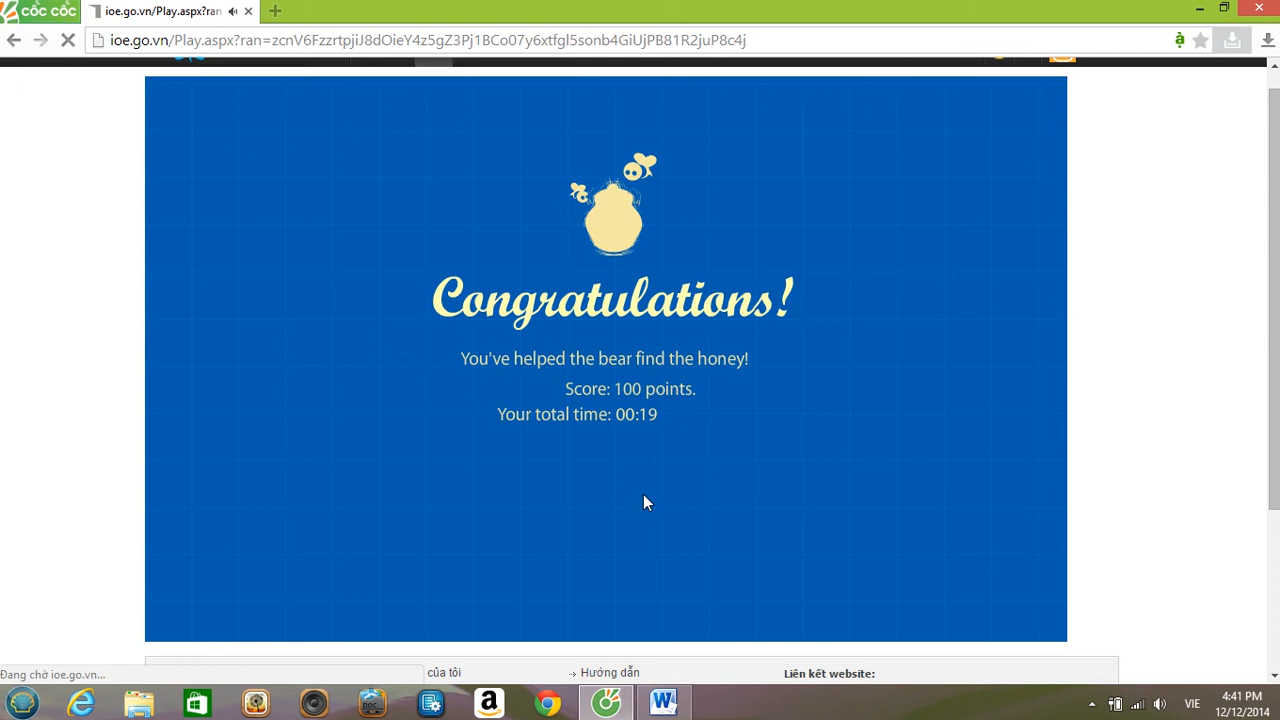 cốc cốc
ioe.go.vn/Play.aspx?ran
ioe.go.vn/Play.aspx?ran=zcnV6FzzrtpjiJ8dOieY4z5gZ3Pj1BCo07y6xtfgl5sonb4GiUjPB81R2juP8c4j
Congratulations!
You've helped the bear find the honey!
Score: 100 points.
Your total time: 00:19
của tôi
Hướng dẫn
Liên kết website:
Đang chờ ioe.go.vn...
DOC
VIE
4:41 PM
12/12/2014